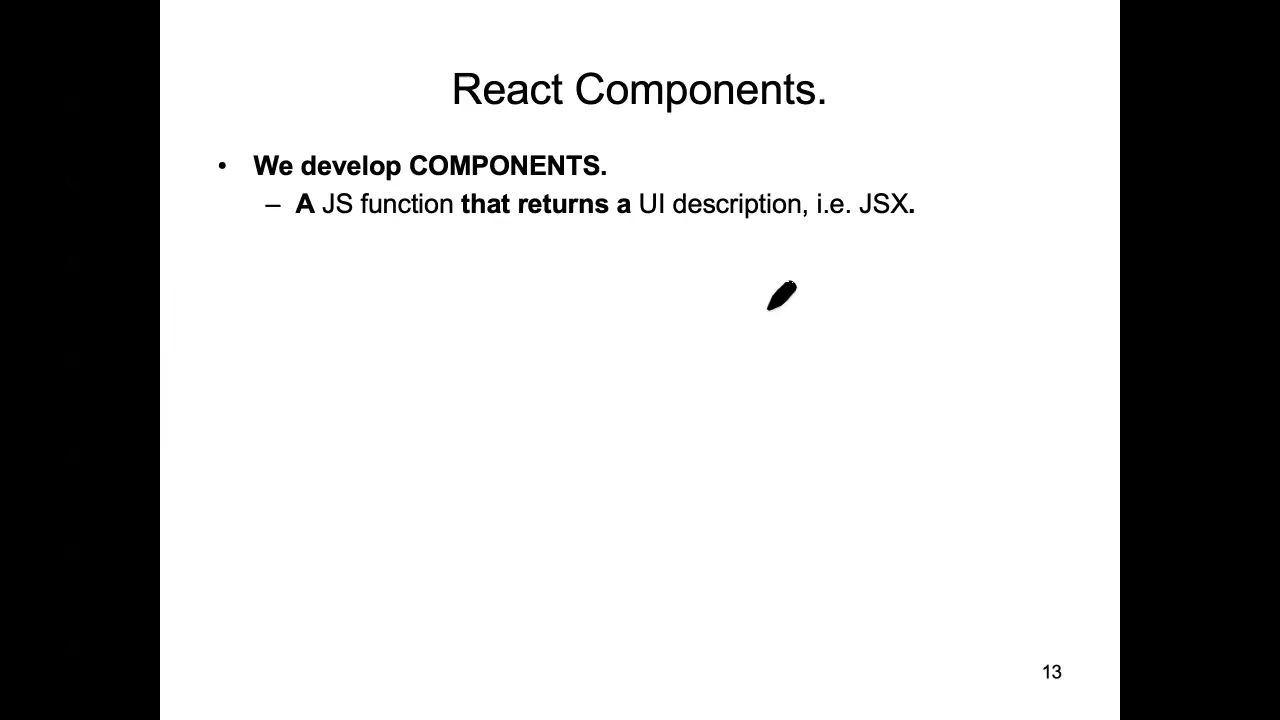 React Components.
• We develop COMPONENTS.
– A JS function that returns a UI description, i.e. JSX.
13